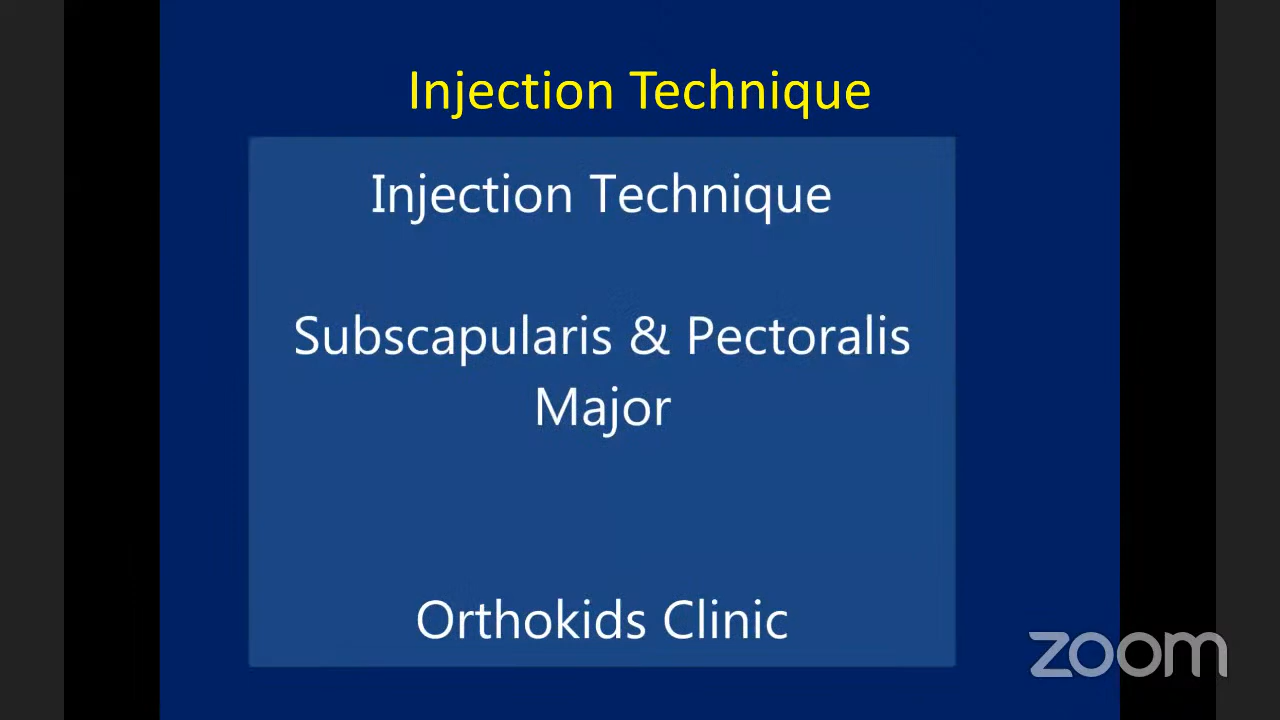 Injection Technique
Injection Technique
Subscapularis & Pectoralis
Major
Orthokids Clinic
zoom